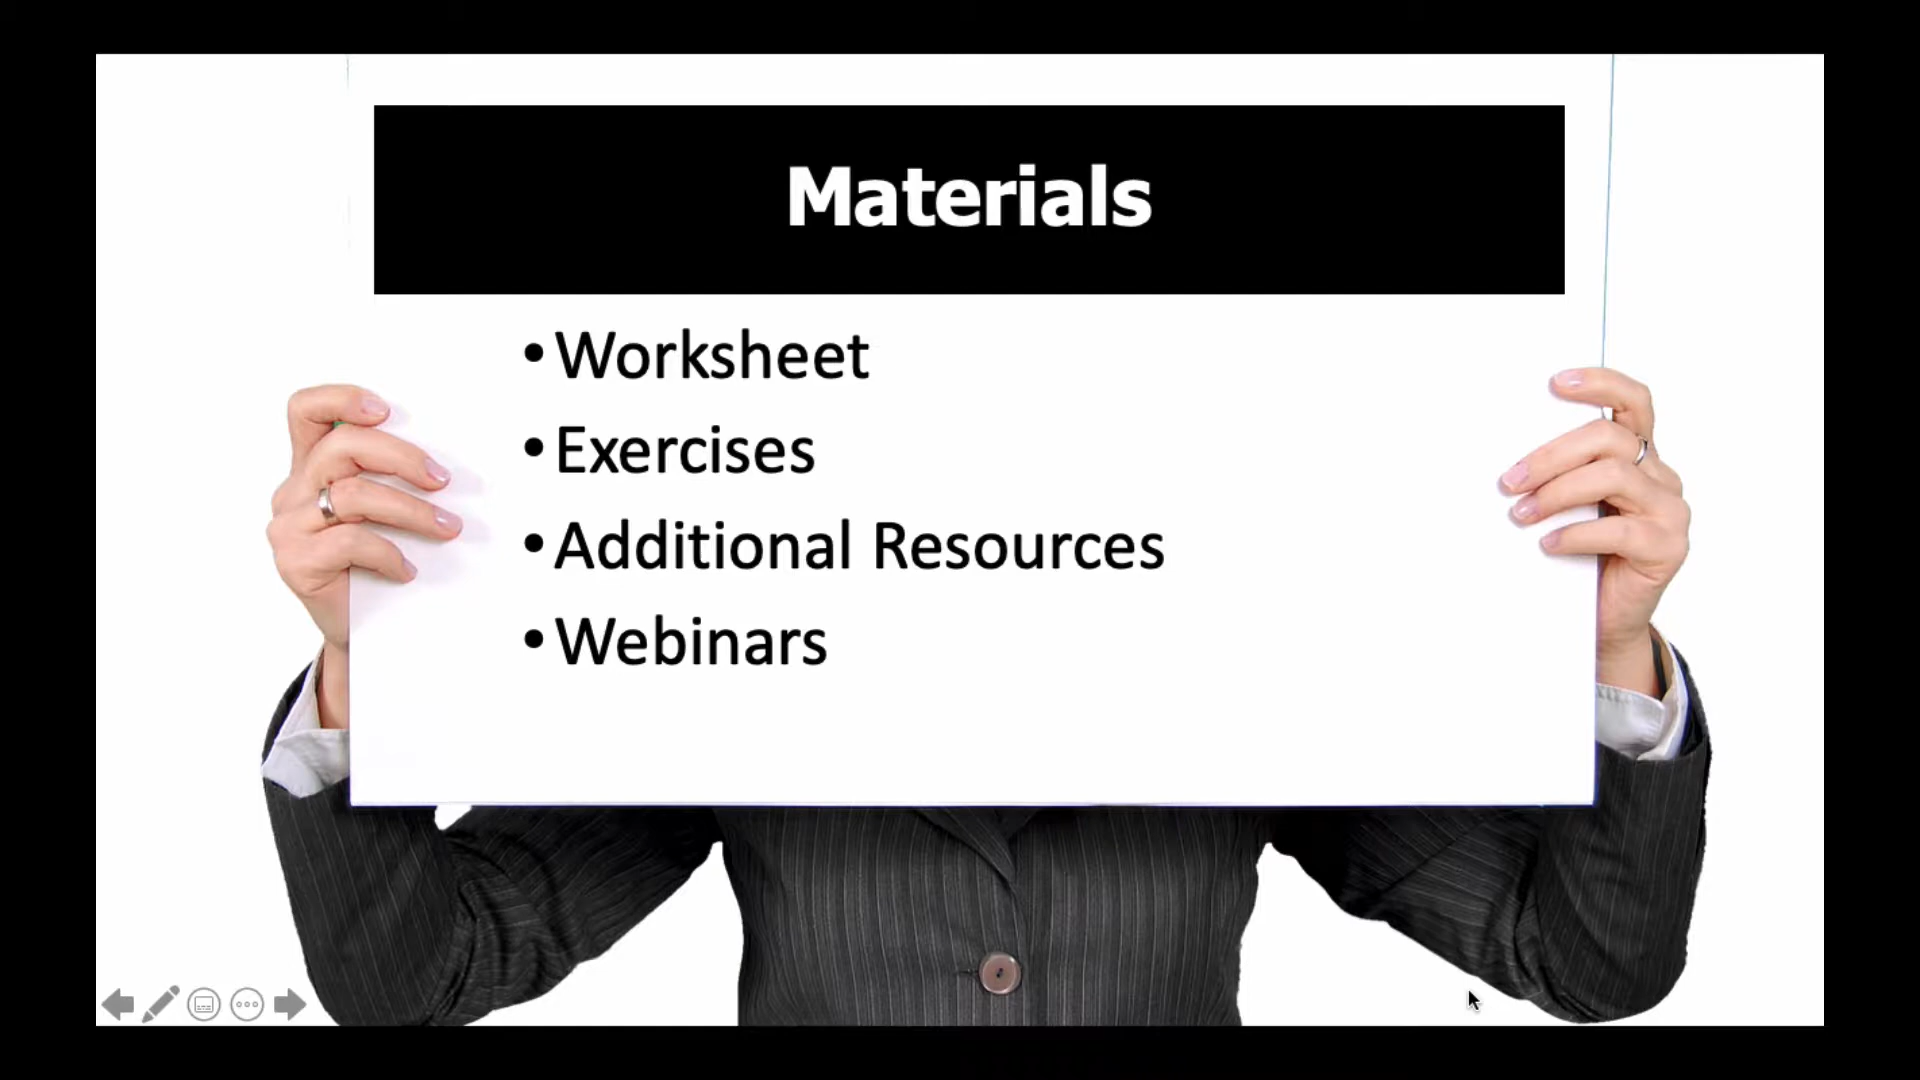 Materials
• Worksheet
• Exercises
• Additional Resources
• Webinars